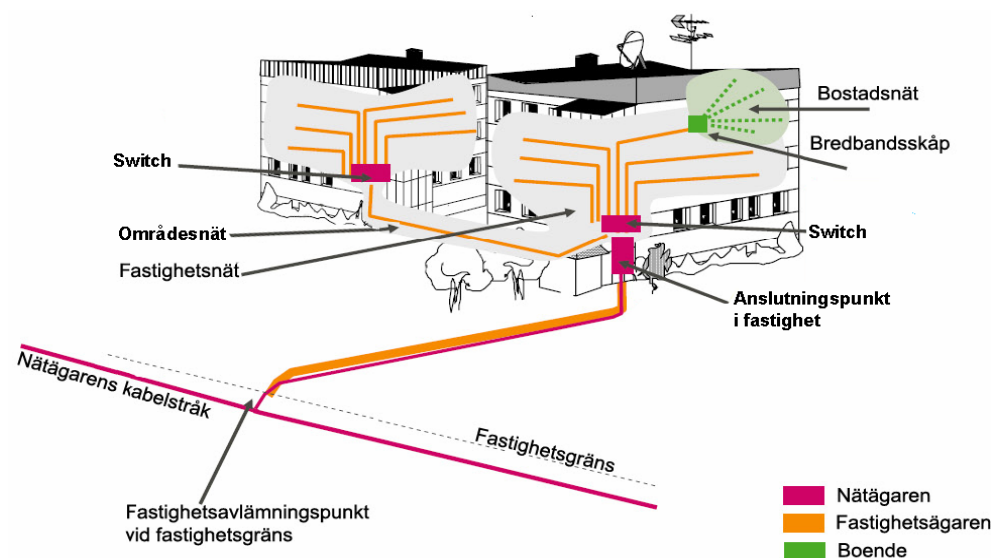 Bostadsnät
Bredbandsskåp
Switch
Områdesnät
Fastighetsnät
Switch
Anslutningspunkt
i fastighet
Nätägarens kabelstråk
Fastighetsgräns
Fastighetsavlämningspunkt
vid fastighetsgräns
Nätägaren
Fastighetsägaren
Boende